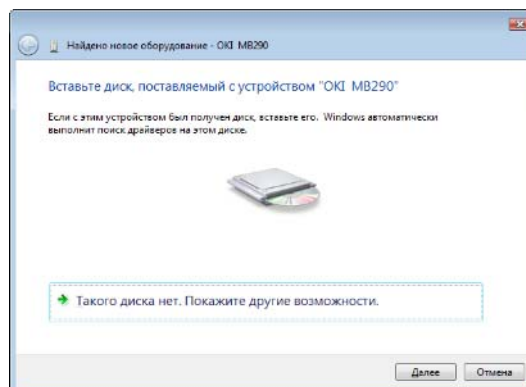 Найдено новое оборудование - OKI MB290
Вставьте диск, поставляемый с устройством "OKI MB290"
Если с этим устройством был получен диск, вставьте его. Windows автоматически
выполнит поиск драйверов на этом диске.
Такого диска нет. Покажите другие возможности.
Далее
Отмена